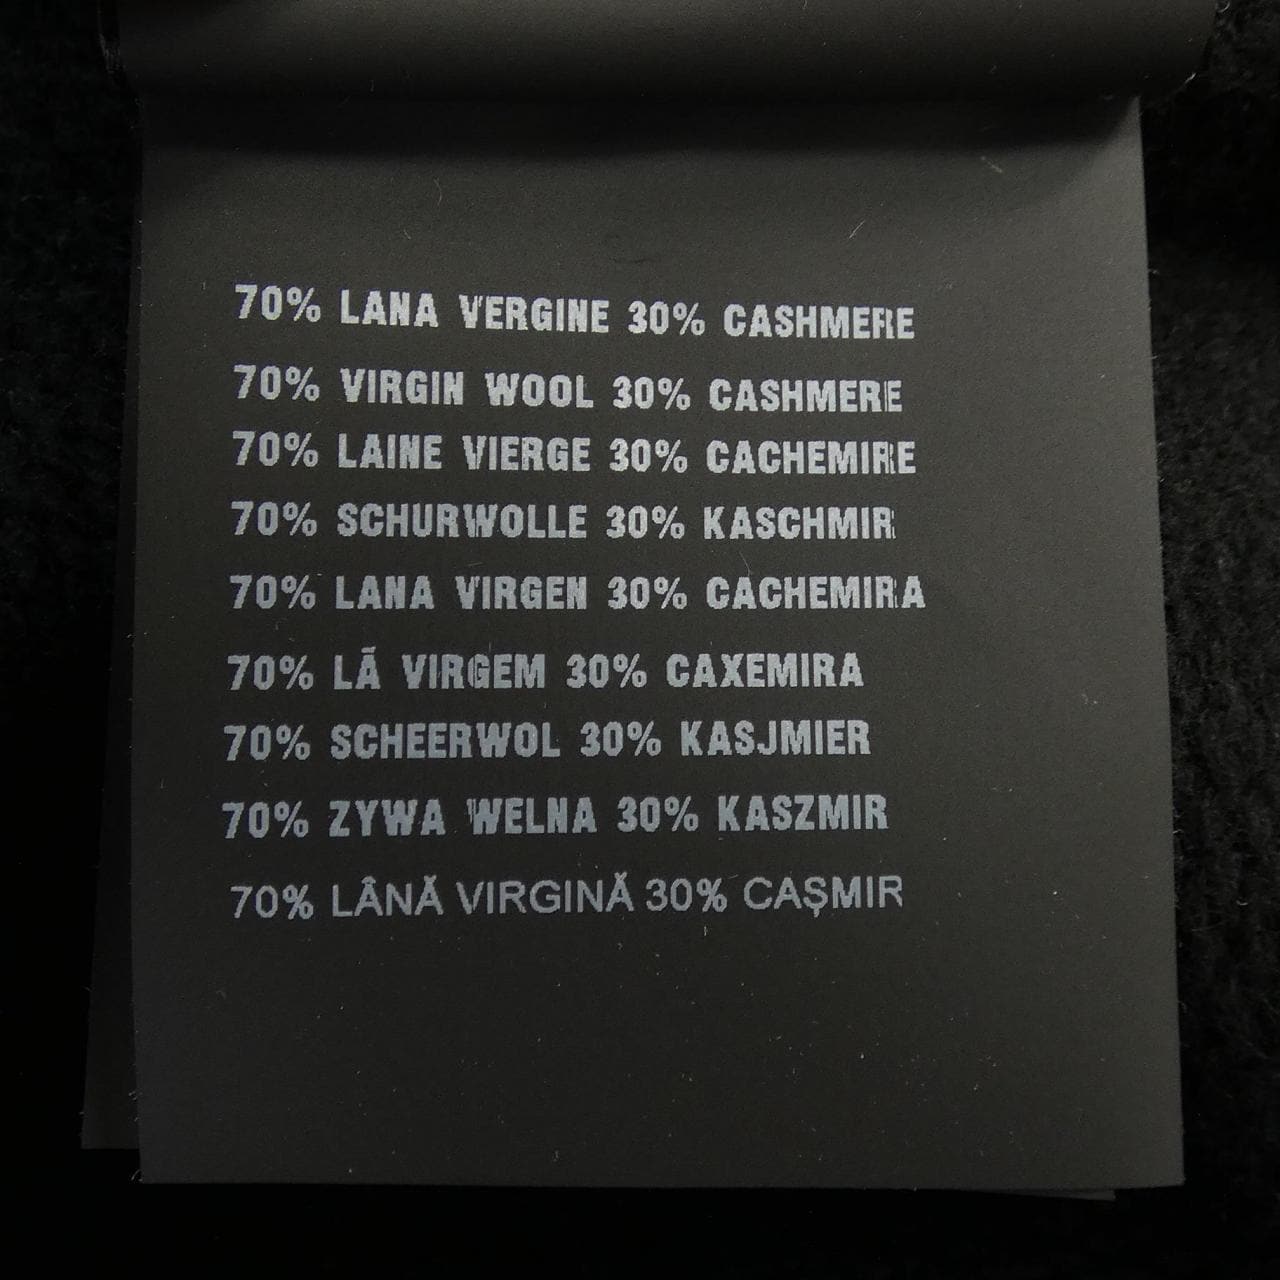 70% LANA VERGINE 30% CASHMERE
70% VIRGIN WOOL 30% CASHMERE
70% LAINE VIERGE 30% CACHEMIRE
70% SCHURWOLLE 30% KASCHMIR
70% LANA VIRGEN 30% CACHEMIRA
70% LÃ VIRGEM 30% CAXEMIRA
70% SCHEERWOL 30% KASJMIER
70% ZYWA WELNA 30% KASZMIR
70% LÂNĂ VIRGINĂ 30% CAȘMIR